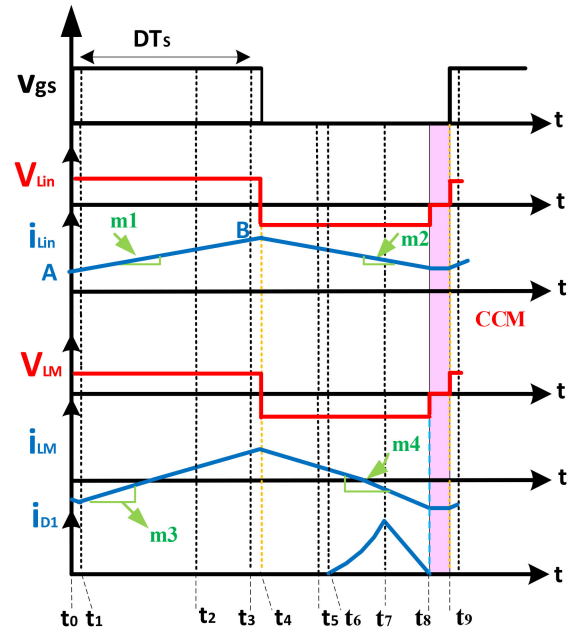 DTs
vgs
t
VLin
t
iLin
m1
B
m2
A
t
CCM
VLM
t
iLM
m4
t
m3
iD1
t
t0 t1 t2 t3 t4 t5 t6 t7 t8 t9